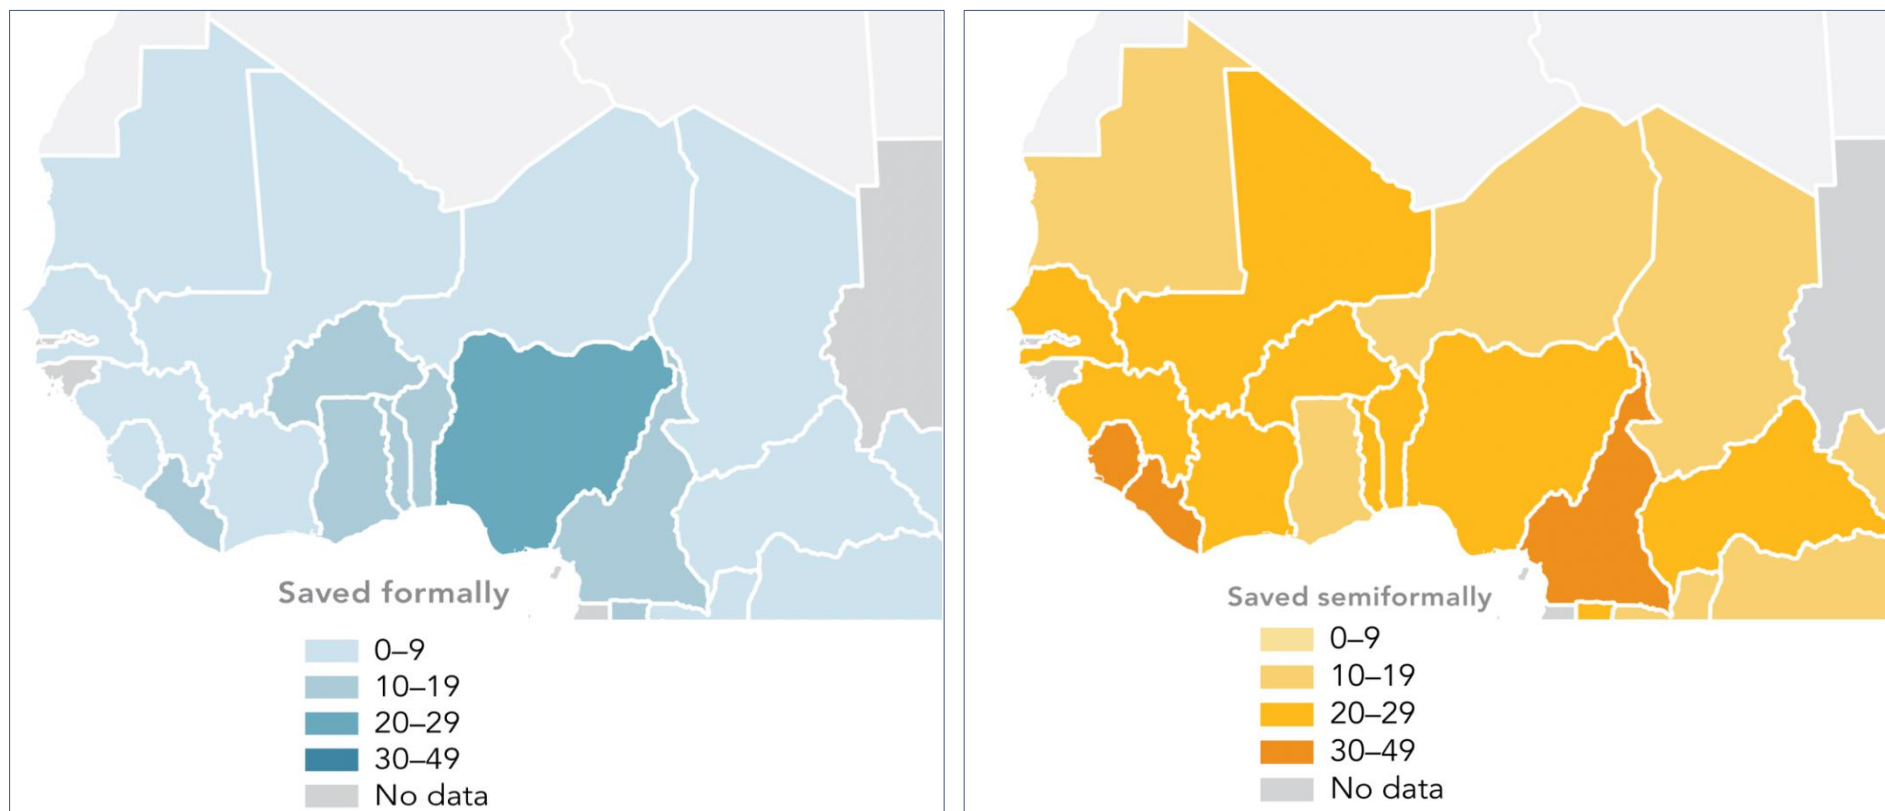 Saved formally
0–9
10–19
20–29
30–49
No data
Saved semiformally
0–9
10–19
20–29
30–49
No data